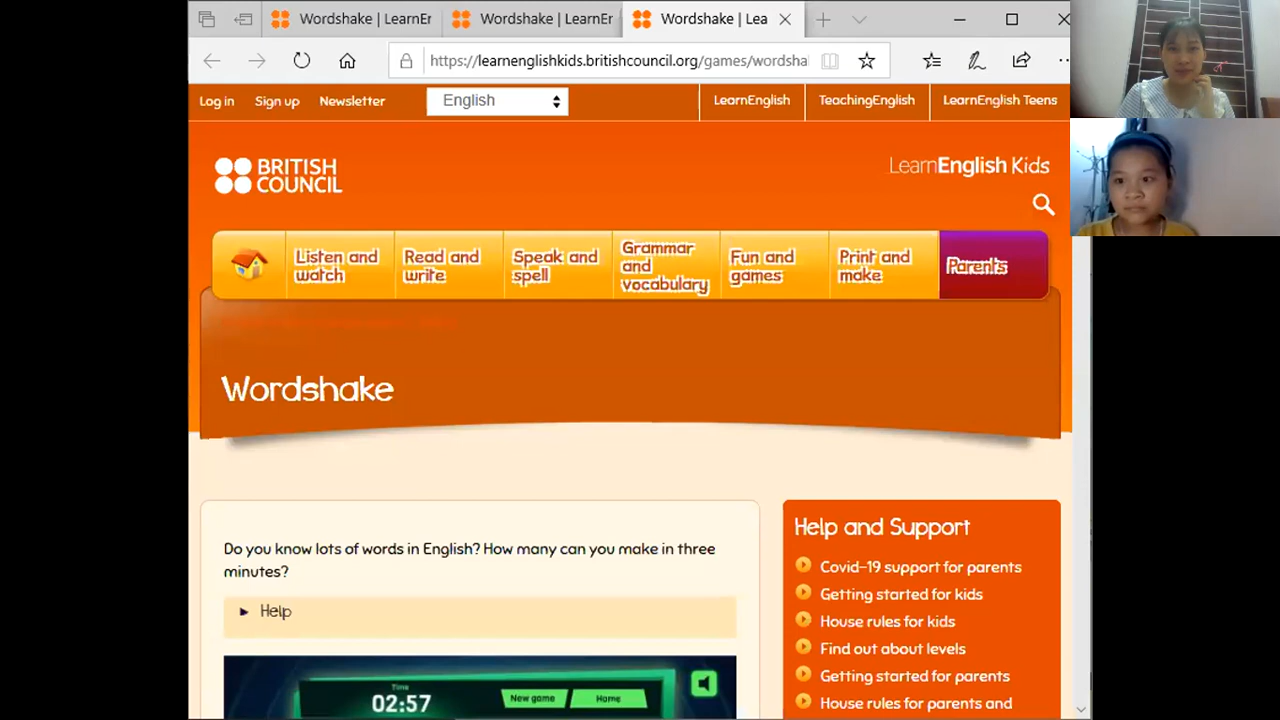 Wordshake | LearnEr
Wordshake | LearnEr
Wordshake | Lea
https://learnenglishkids.britishcouncil.org/games/wordsha
Log in
Sign up
Newsletter
English
LearnEnglish
TeachingEnglish
LearnEnglish Teens
BRITISH
COUNCIL
LearnEnglish Kids
Listen and
watch
Read and
write
Speak and
spell
Grammar
and
vocabulary
Fun and
games
Print and
make
Parents
Wordshake
Do you know lots of words in English? How many can you make in three
minutes?
Help
Time
02:57
New game
Home
Help and Support
Covid-19 support for parents
Getting started for kids
House rules for kids
Find out about levels
Getting started for parents
House rules for parents and